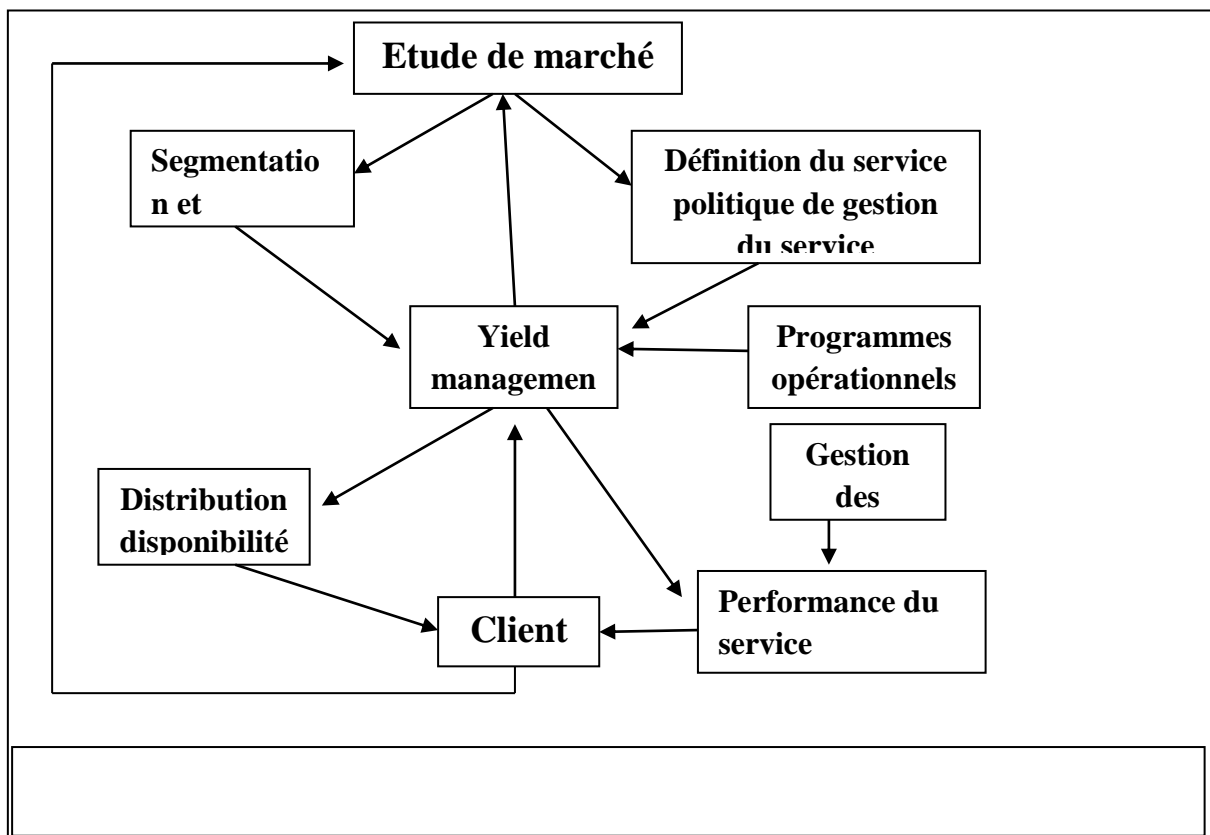 Etude de marché
Segmentatio
n et
Définition du service
politique de gestion
du service
Yield
managemen
Programmes
opérationnels
Gestion
des
Distribution
disponibilité
Performance du
service
Client